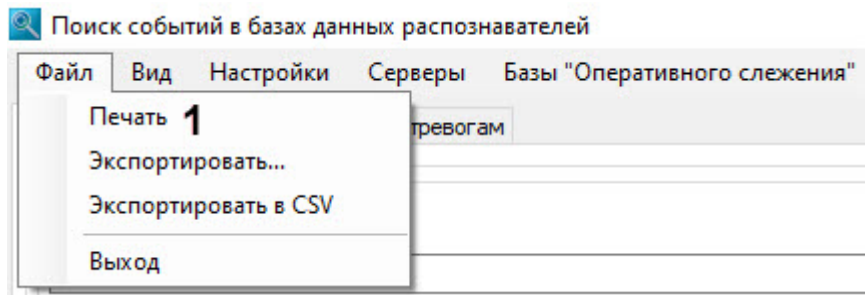 Поиск событий в базах данных распознавателей
Файл Вид Настройки Серверы Базы "Оперативного слежения"
Печать 1
тревогам
Экспортировать...
Экспортировать в CSV
Выход